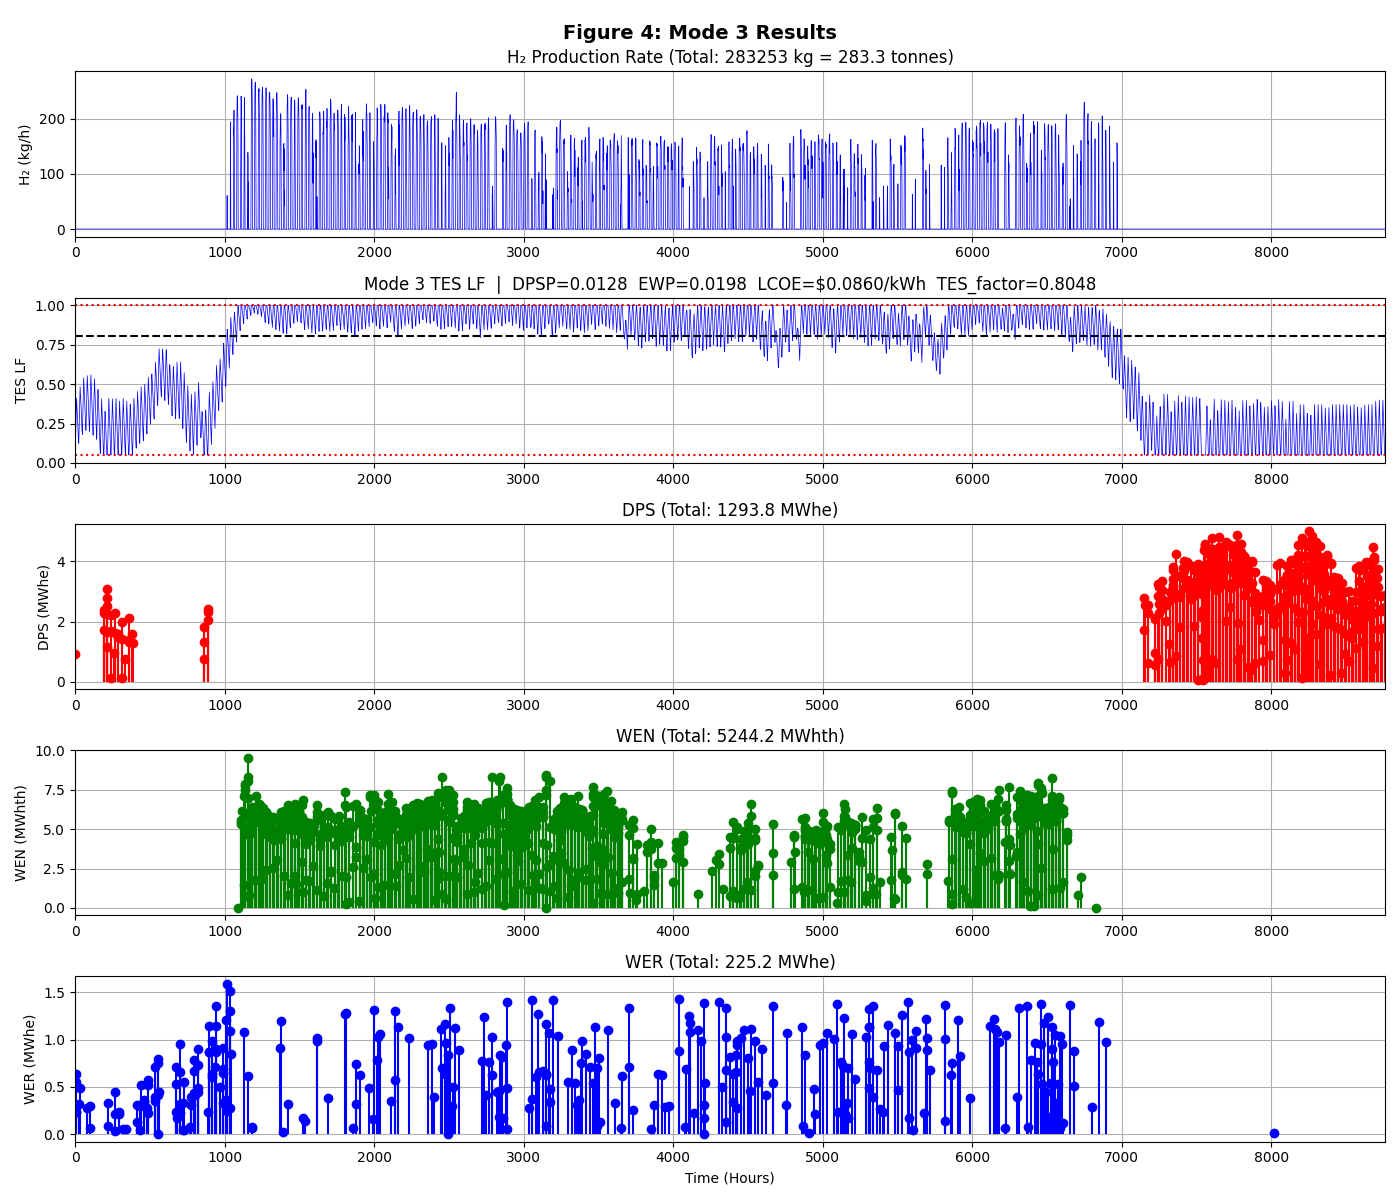 Figure 4: Mode 3 Results
H₂ Production Rate (Total: 283253 kg = 283.3 tonnes)
H₂ (kg/h)
200
100
0
0 1000 2000 3000 4000 5000 6000 7000 8000
Mode 3 TES LF | DPSP=0.0128 EWP=0.0198 LCOE=$0.0860/kWh TES_factor=0.8048
TES LF
1.00
0.75
0.50
0.25
0.00
0 1000 2000 3000 4000 5000 6000 7000 8000
DPS (Total: 1293.8 MWhe)
DPS (MWhe)
4
2
0
0 1000 2000 3000 4000 5000 6000 7000 8000
WEN (Total: 5244.2 MWhth)
WEN (MWhth)
10.0
7.5
5.0
2.5
0.0
0 1000 2000 3000 4000 5000 6000 7000 8000
WER (Total: 225.2 MWhe)
WER (MWhe)
1.5
1.0
0.5
0.0
0 1000 2000 3000 4000 5000 6000 7000 8000
Time (Hours)